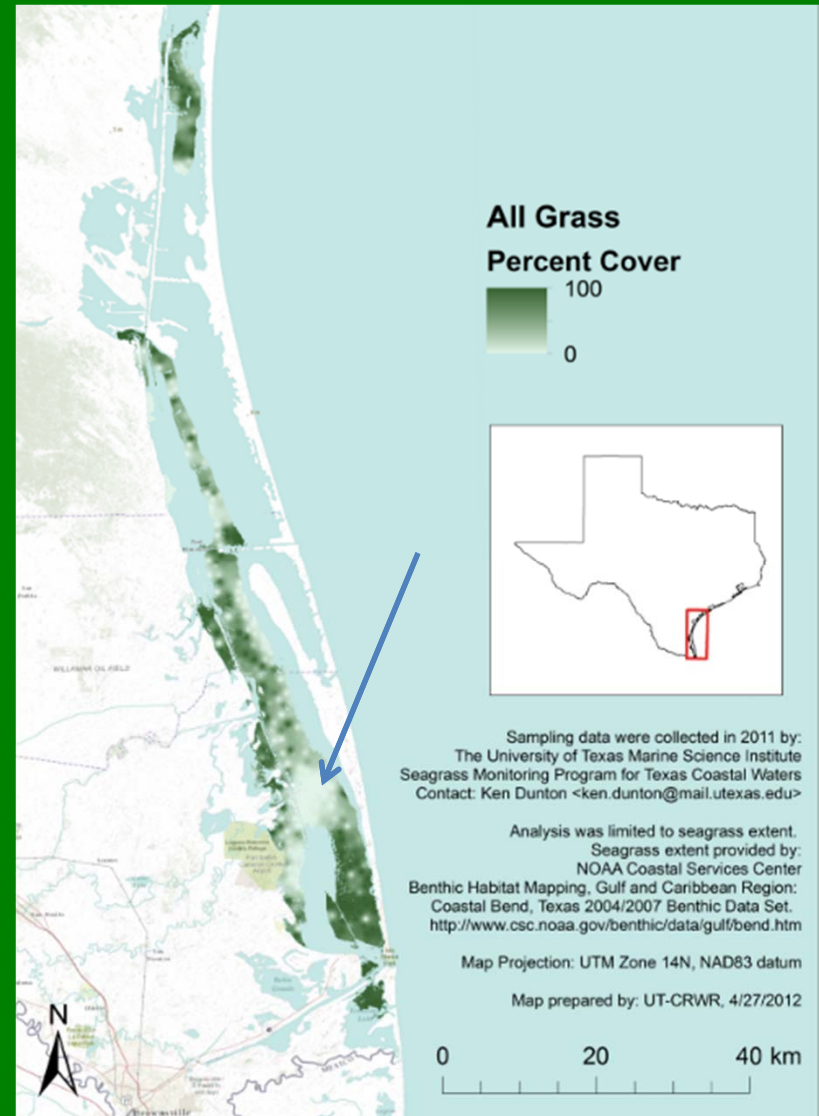 All Grass
Percent Cover
100
0
WILLAMAR OIL FIELD
Sampling data were collected in 2011 by:
The University of Texas Marine Science Institute
Seagrass Monitoring Program for Texas Coastal Waters
Contact: Ken Dunton <ken.dunton@mail.utexas.edu>
Analysis was limited to seagrass extent.
Seagrass extent provided by:
NOAA Coastal Services Center
Benthic Habitat Mapping, Gulf and Caribbean Region:
Coastal Bend, Texas 2004/2007 Benthic Data Set.
http://www.csc.noaa.gov/benthic/data/gulf/bend.htm
Map Projection: UTM Zone 14N, NAD83 datum
Map prepared by: UT-CRWR, 4/27/2012
N
0 20 40 km
MEXICO
Brownsville